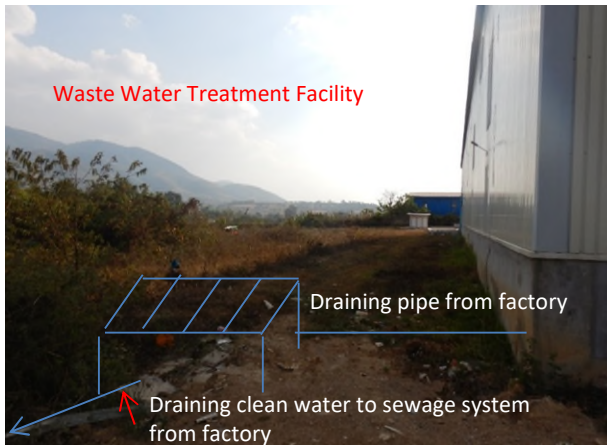 Waste Water Treatment Facility
Draining pipe from factory
Draining clean water to sewage system
from factory